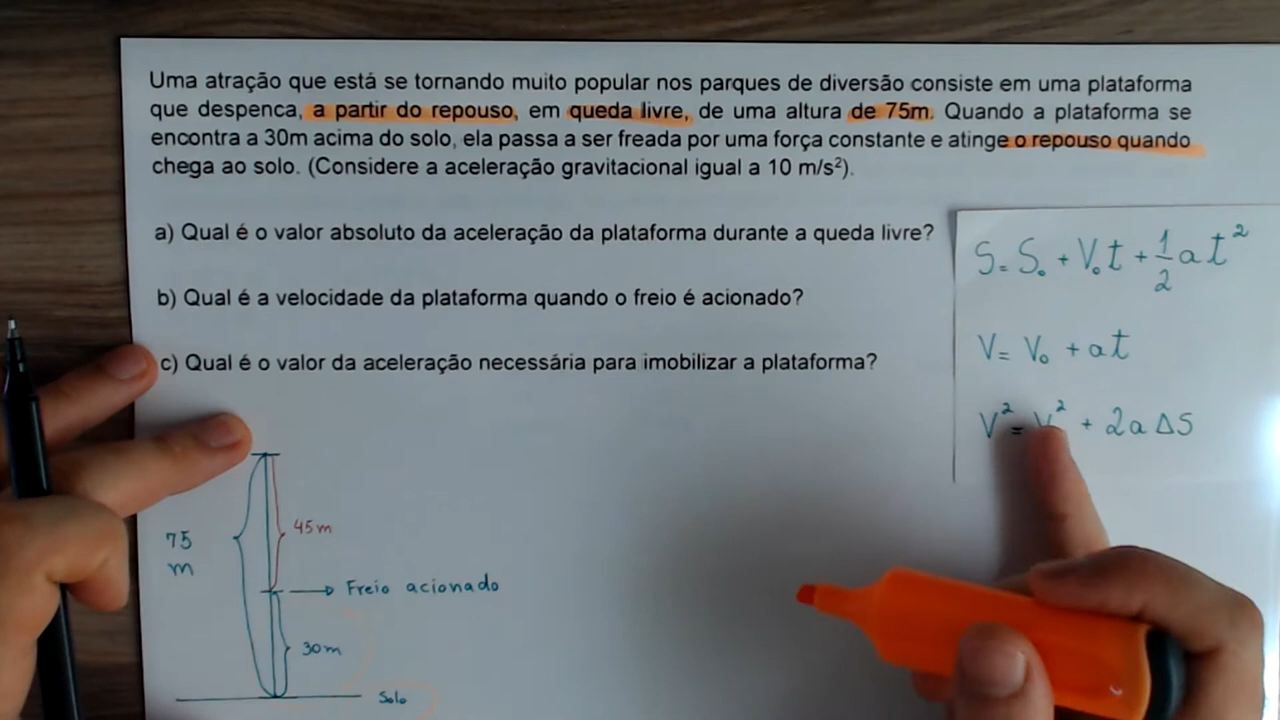 Uma atração que está se tornando muito popular nos parques de diversão consiste em uma plataforma
que despenca, a partir do repouso, em queda livre, de uma altura de 75m. Quando a plataforma se
encontra a 30m acima do solo, ela passa a ser freada por uma força constante e atinge o repouso quando
chega ao solo. (Considere a aceleração gravitacional igual a 10 m/s²).
a) Qual é o valor absoluto da aceleração da plataforma durante a queda livre?
b) Qual é a velocidade da plataforma quando o freio é acionado?
c) Qual é o valor da aceleração necessária para imobilizar a plataforma?
S = S₀ + V₀t + 1/2 at²
V = V₀ + at
V² = V² + 2a ΔS
75
m
45m
Freio acionado
30m
Solo